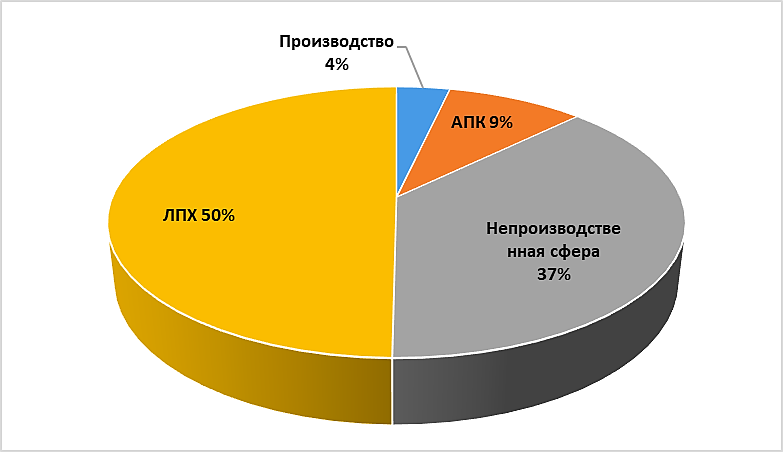 Производство
4%
АПК 9%
ЛПХ 50%
Непроизводстве
нная сфера
37%